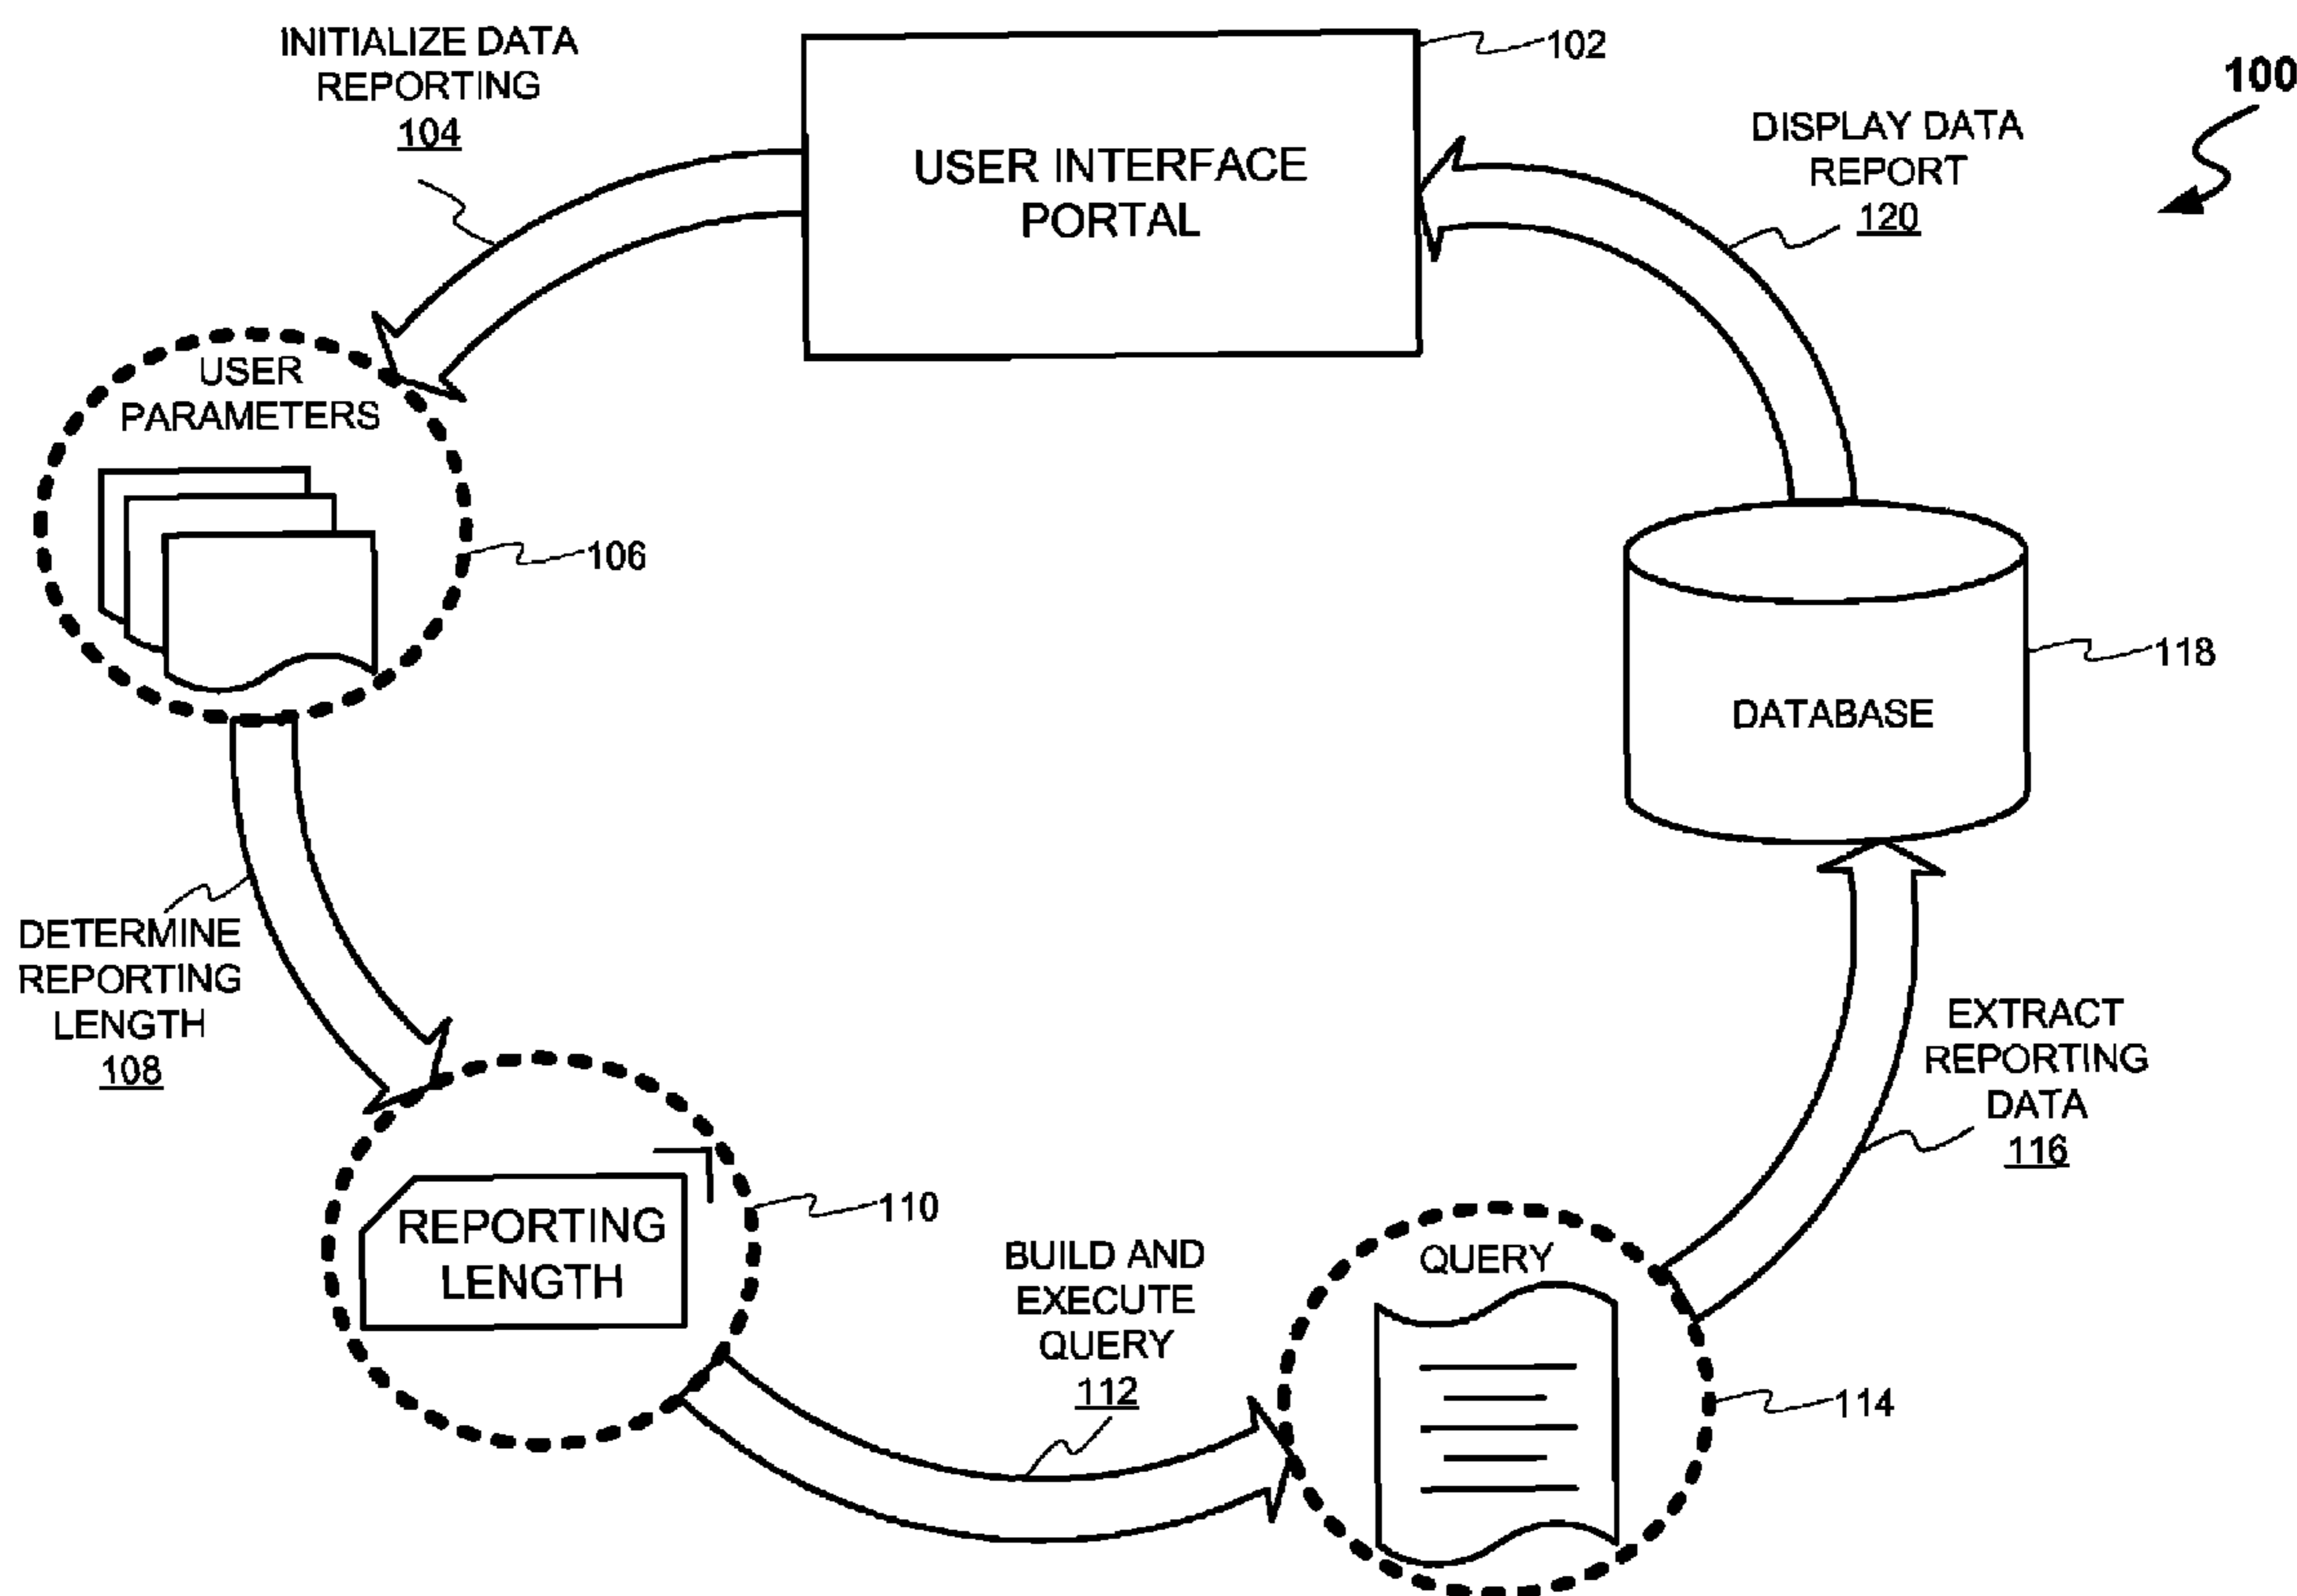 INITIALIZE DATA
REPORTING
104
USER INTERFACE
PORTAL
102
100
DISPLAY DATA
REPORT
120
USER
PARAMETERS
106
118
DATABASE
DETERMINE
REPORTING
LENGTH
108
EXTRACT
REPORTING
DATA
116
REPORTING
LENGTH
110
BUILD AND
EXECUTE
QUERY
112
QUERY
114